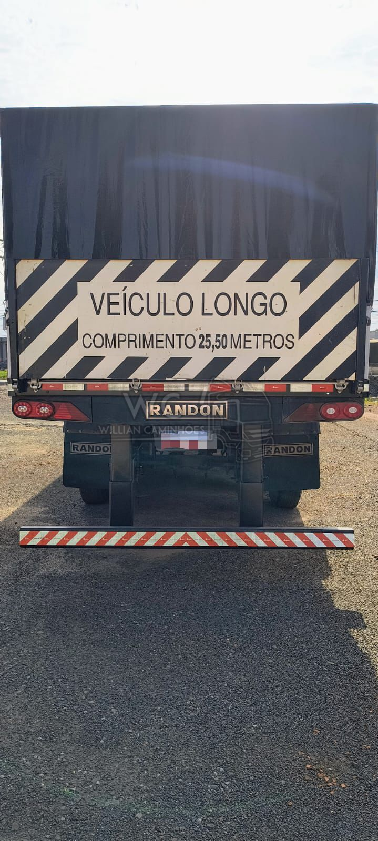 VEÍCULO LONGO
COMPRIMENTO 25,50 METROS
RANDON
WILLIAN CAMINHÕES
RANDON
RANDON